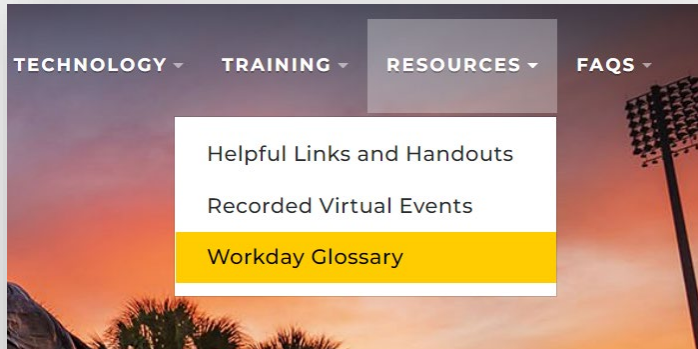 TECHNOLOGY TRAINING RESOURCES FAQS
Helpful Links and Handouts
Recorded Virtual Events
Workday Glossary